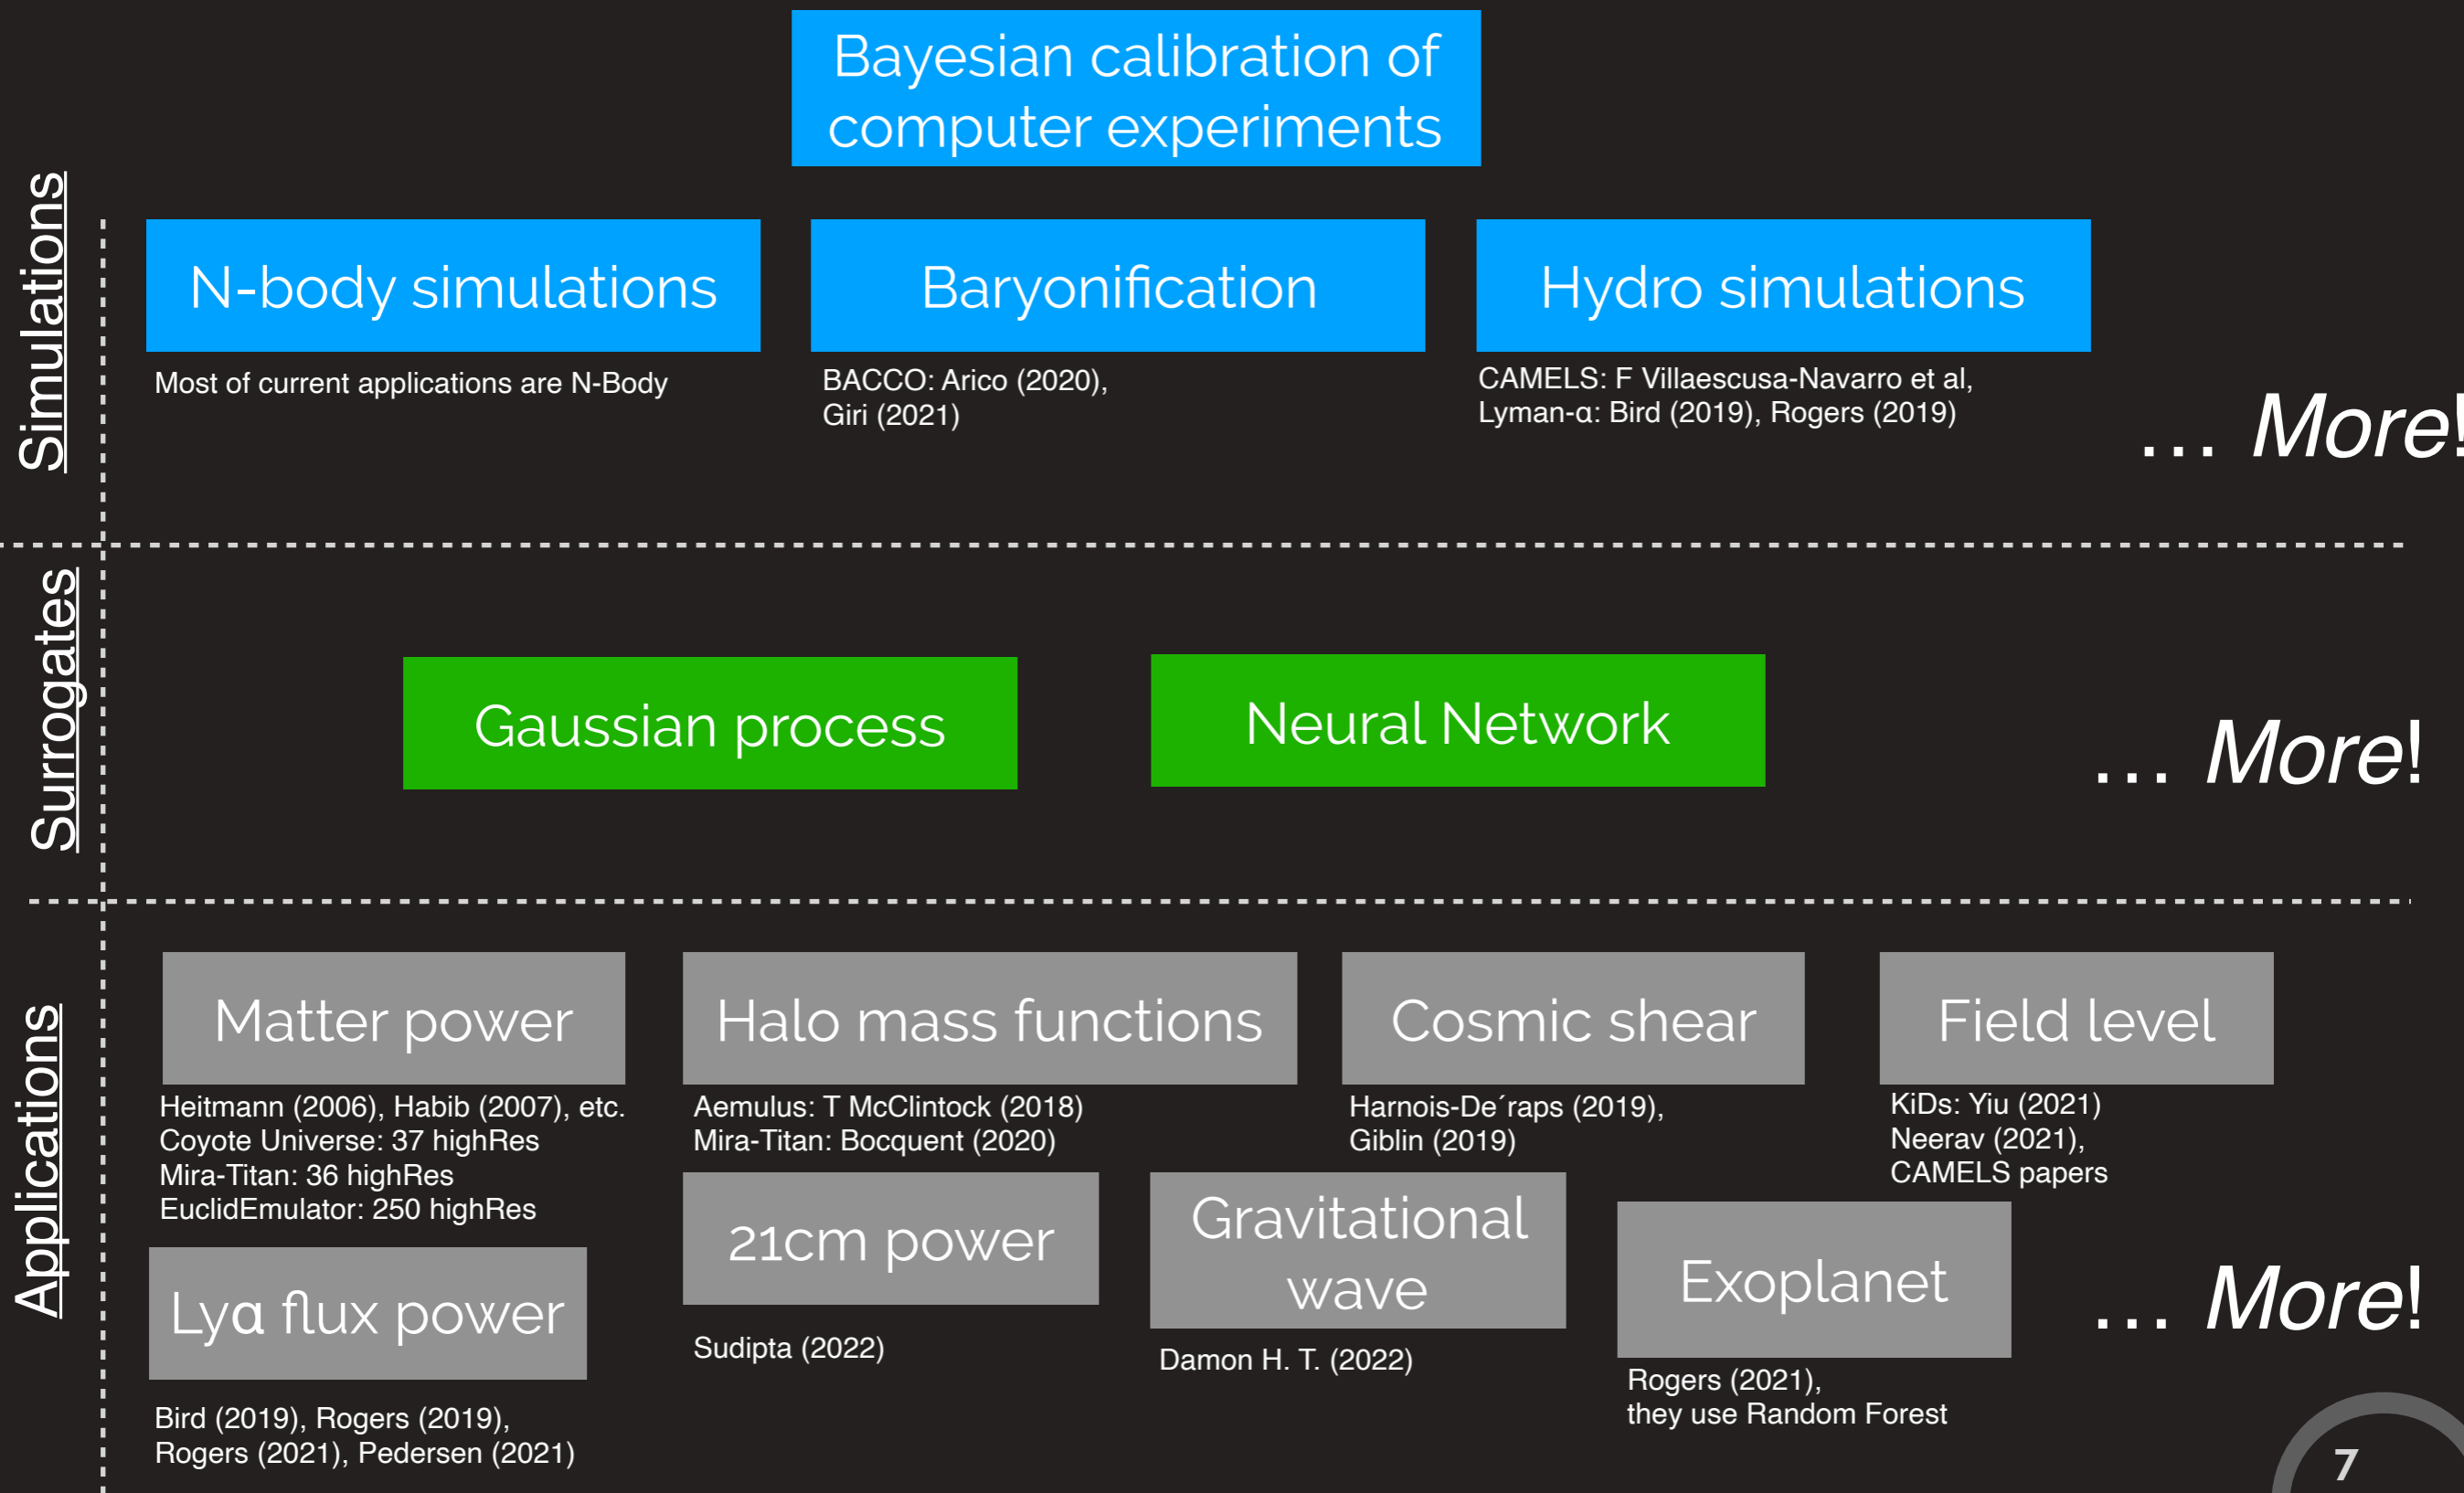 Bayesian calibration of
computer experiments
Simulations
N-body simulations
Most of current applications are N-Body
Baryonification
BACCO: Arico (2020),
Giri (2021)
Hydro simulations
CAMELS: F Villaescusa-Navarro et al,
Lyman-α: Bird (2019), Rogers (2019)
... More!
Surrogates
Gaussian process
Neural Network
... More!
Applications
Matter power
Heitmann (2006), Habib (2007), etc.
Coyote Universe: 37 highRes
Mira-Titan: 36 highRes
EuclidEmulator: 250 highRes
Halo mass functions
Aemulus: T McClintock (2018)
Mira-Titan: Bocquent (2020)
Cosmic shear
Harnois-De´raps (2019),
Giblin (2019)
Field level
KiDs: Yiu (2021)
Neerav (2021),
CAMELS papers
Lyα flux power
Bird (2019), Rogers (2019),
Rogers (2021), Pedersen (2021)
21cm power
Sudipta (2022)
Gravitational
wave
Damon H. T. (2022)
Exoplanet
Rogers (2021),
they use Random Forest
... More!
7